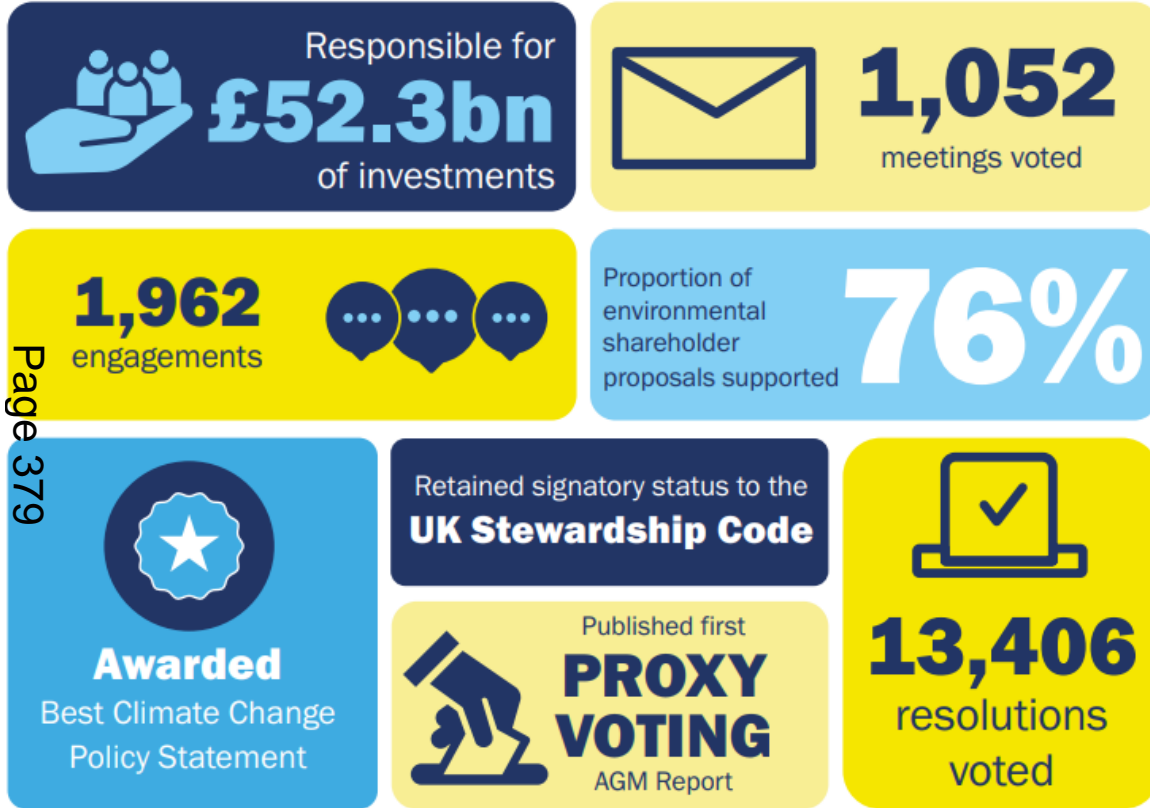 Responsible for
£52.3bn
of investments
1,052
meetings voted
1,962
engagements
Proportion of
environmental
shareholder
proposals supported
76%
Page 379
Awarded
Best Climate Change
Policy Statement
Retained signatory status to the
UK Stewardship Code
Published first
PROXY
VOTING
AGM Report
13,406
resolutions
voted